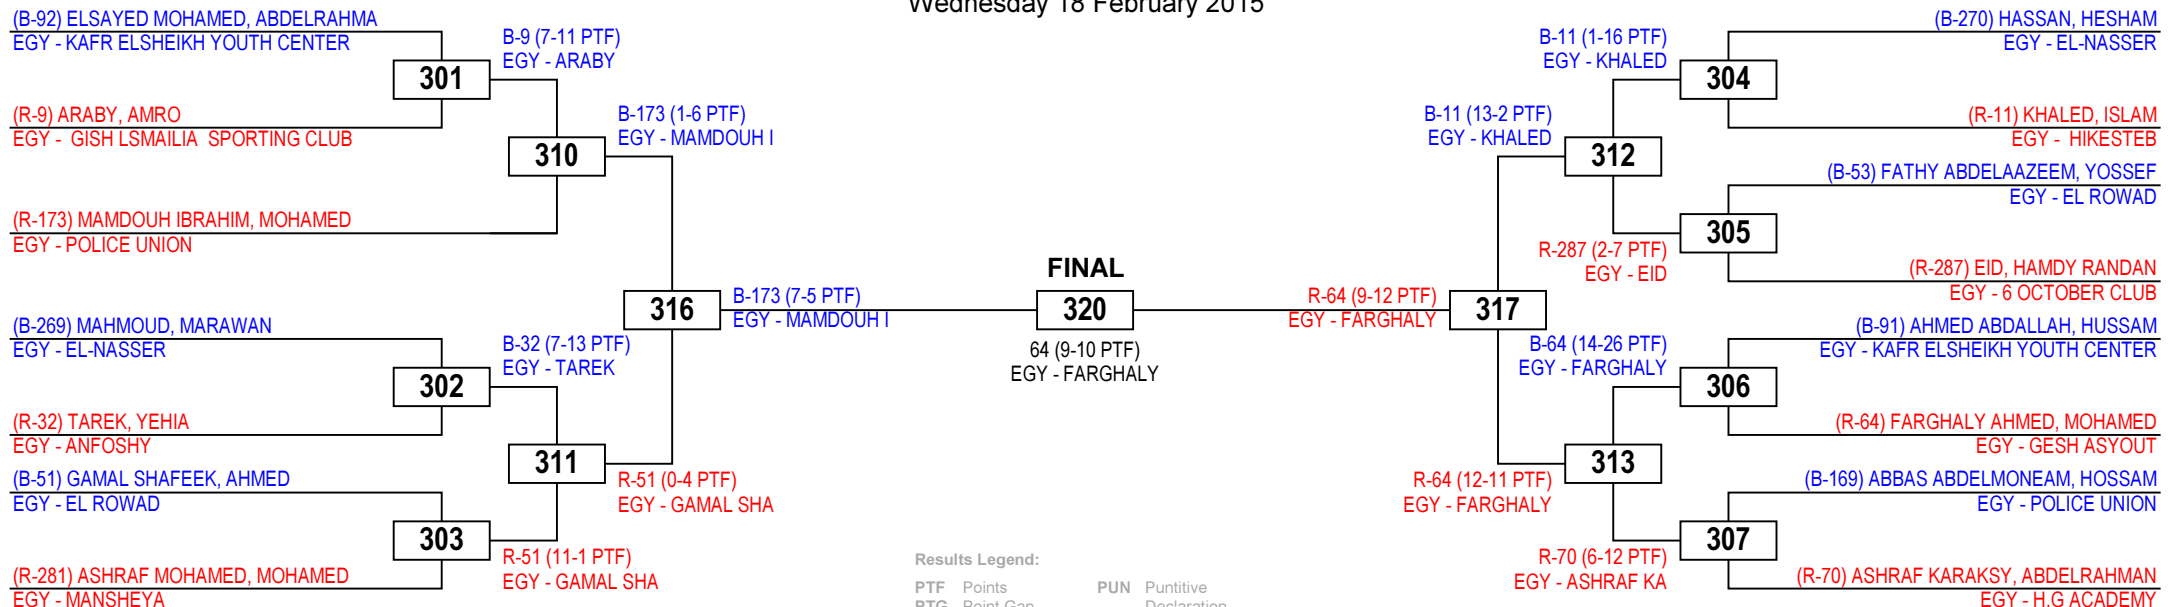 Wednesday 18 February 2015
(B-92) ELSAYED MOHAMED, ABDELRAHMA
EGY - KAFR ELSHEIKH YOUTH CENTER
301
(R-9) ARABY, AMRO
EGY - GISH LSMAILIA SPORTING CLUB
B-9 (7-11 PTF)
EGY - ARABY
310
(R-173) MAMDOUH IBRAHIM, MOHAMED
EGY - POLICE UNION
B-173 (1-6 PTF)
EGY - MAMDOUH I
(B-269) MAHMOUD, MARAWAN
EGY - EL-NASSER
302
(R-32) TAREK, YEHIA
EGY - ANFOSHY
B-32 (7-13 PTF)
EGY - TAREK
311
(B-51) GAMAL SHAFEEK, AHMED
EGY - EL ROWAD
303
(R-281) ASHRAF MOHAMED, MOHAMED
EGY - MANSHEYA
R-51 (11-1 PTF)
EGY - GAMAL SHA
R-51 (0-4 PTF)
EGY - GAMAL SHA
316
B-173 (7-5 PTF)
EGY - MAMDOUH I
FINAL
320
64 (9-10 PTF)
EGY - FARGHALY
R-64 (9-12 PTF)
EGY - FARGHALY
317
B-11 (13-2 PTF)
EGY - KHALED
312
B-11 (1-16 PTF)
EGY - KHALED
304
(B-270) HASSAN, HESHAM
EGY - EL-NASSER
(R-11) KHALED, ISLAM
EGY - HIKESTEB
(B-53) FATHY ABDELAAZEEM, YOSSEF
EGY - EL ROWAD
305
R-287 (2-7 PTF)
EGY - EID
(R-287) EID, HAMDY RANDAN
EGY - 6 OCTOBER CLUB
(B-91) AHMED ABDALLAH, HUSSAM
EGY - KAFR ELSHEIKH YOUTH CENTER
B-64 (14-26 PTF)
EGY - FARGHALY
306
(R-64) FARGHALY AHMED, MOHAMED
EGY - GESH ASYOUT
313
R-64 (12-11 PTF)
EGY - FARGHALY
(B-169) ABBAS ABDELMONEAM, HOSSAM
EGY - POLICE UNION
307
R-70 (6-12 PTF)
EGY - ASHRAF KA
(R-70) ASHRAF KARAKSY, ABDELRAHMAN
EGY - H.G ACADEMY
Results Legend:
PTF Points PUN Puntitive
PTG Point Gap Declaration